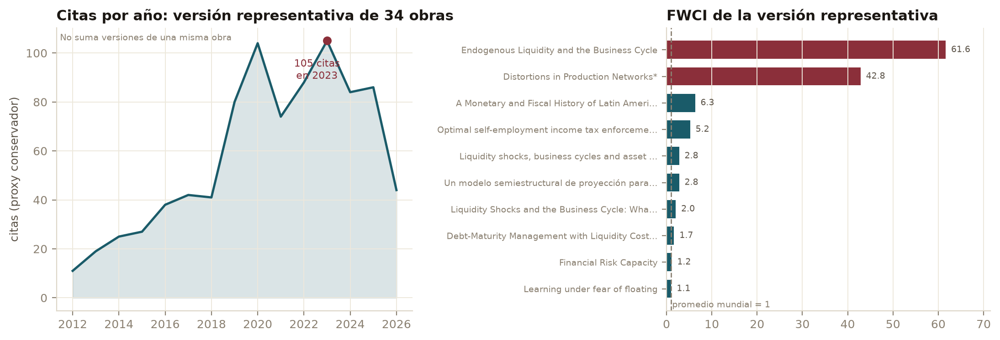 Citas por año: versión representativa de 34 obras
No suma versiones de una misma obra
105 citas
en 2023
citas (proxy conservador)
100
80
60
40
20
0
2012 2014 2016 2018 2020 2022 2024 2026
FWCI de la versión representativa
Endogenous Liquidity and the Business Cycle 61.6
Distortions in Production Networks* 42.8
A Monetary and Fiscal History of Latin Ameri… 6.3
Optimal self-employment income tax enforceme… 5.2
Liquidity shocks, business cycles and asset … 2.8
Un modelo semiestructural de proyección para… 2.8
Liquidity Shocks and the Business Cycle: Wha… 2.0
Debt-Maturity Management with Liquidity Cost… 1.7
Financial Risk Capacity 1.2
Learning under fear of floating 1.1
promedio mundial = 1
0 10 20 30 40 50 60 70